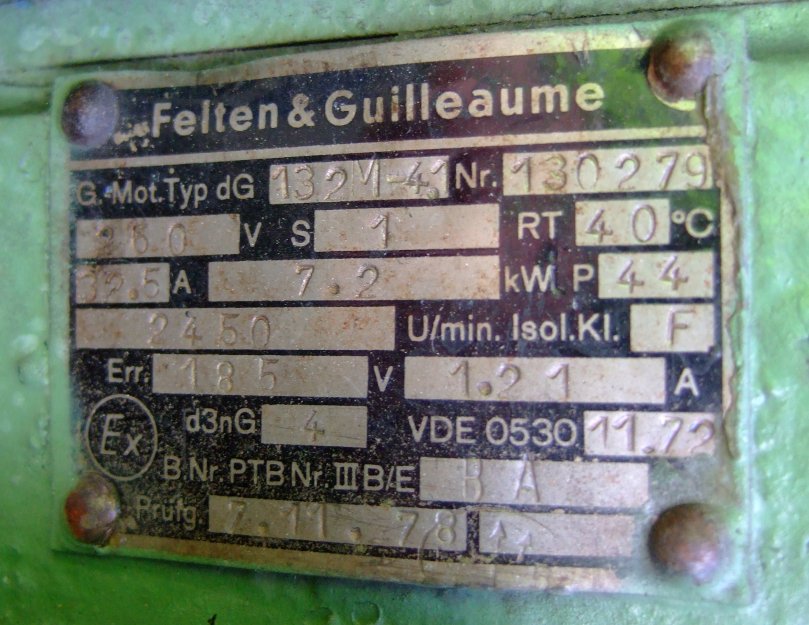 Felten & Guilleaume
G.-Mot.Typ dG 132M-41 Nr. 130279
260 V S 1 RT 40 °C
32.5 A 7.2 kW P 44
2450 U/min. Isol.Kl. F
Err. 185 V 1.21 A
Ex d3nG 4 VDE 0530 11.72
B.Nr. PTB Nr. III B/E B A
Prüfg. 7.11.78